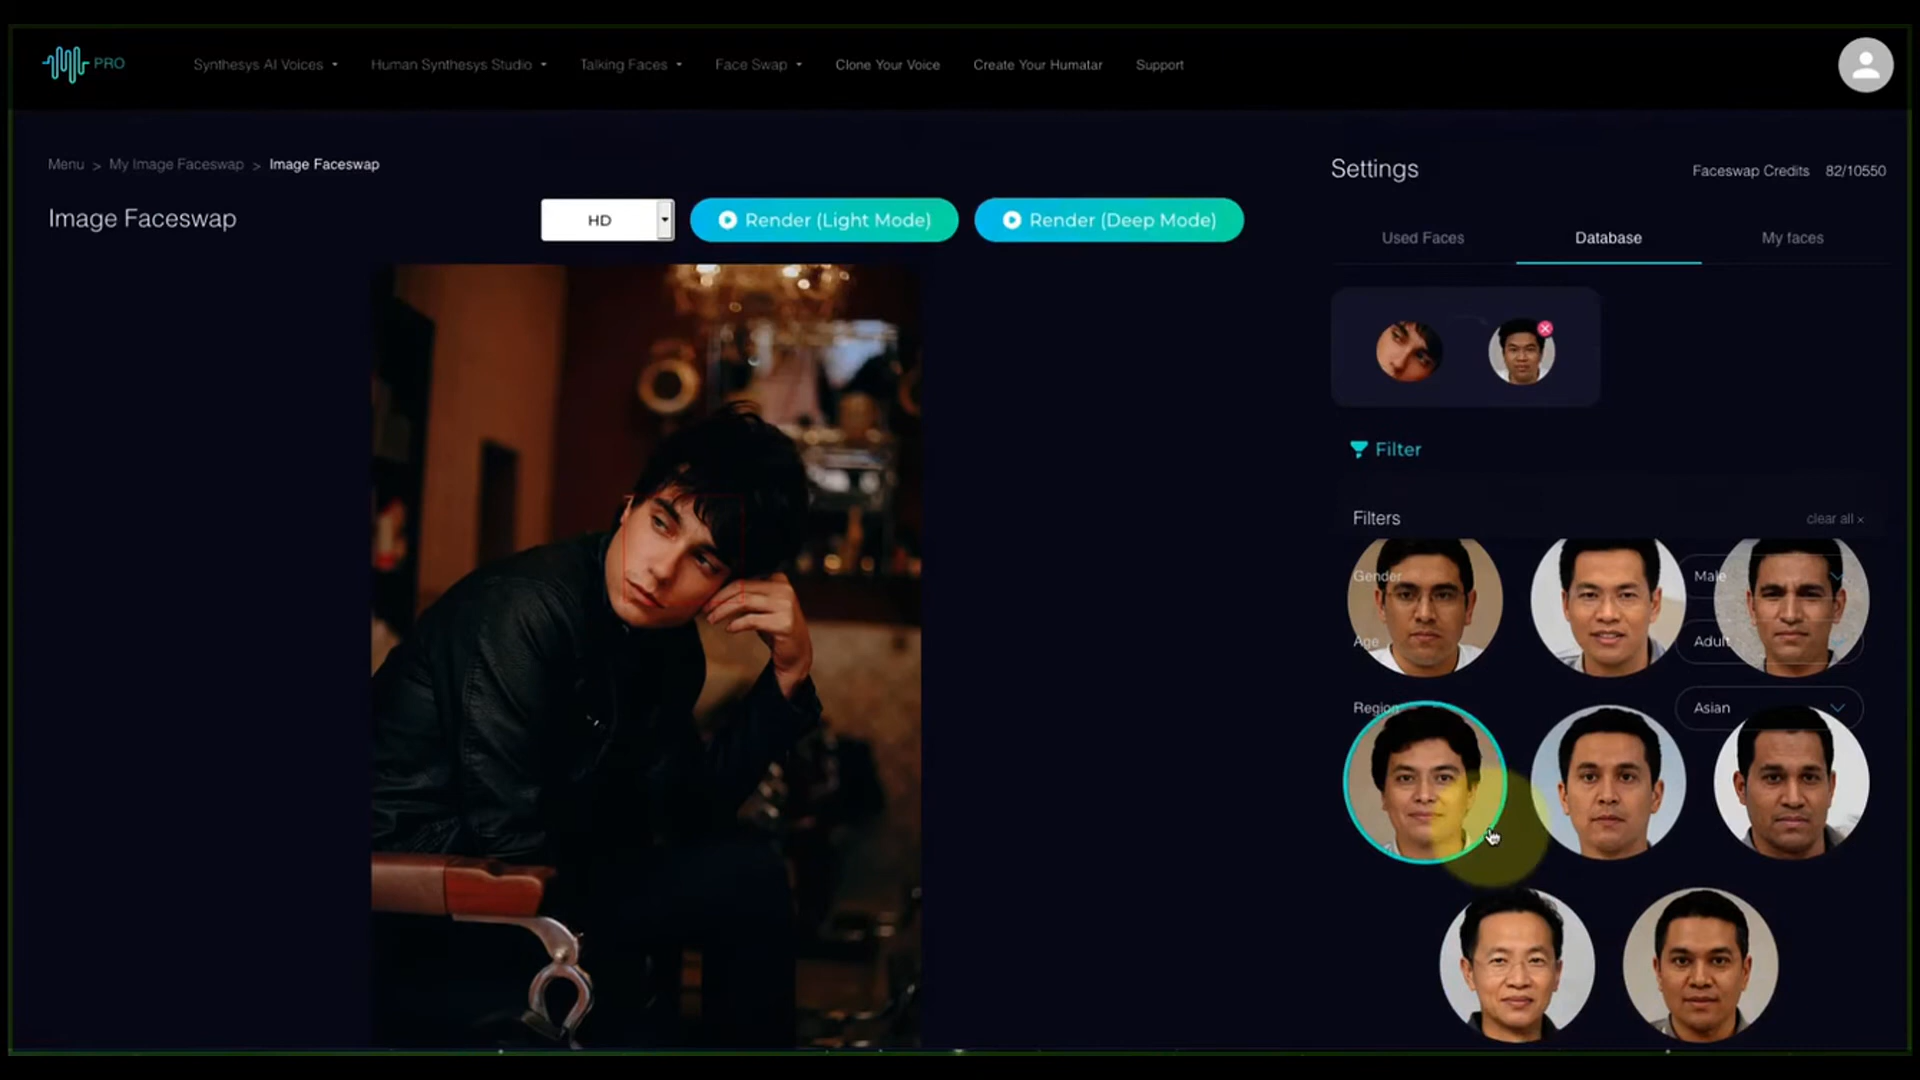 PRO
Synthesys AI Voices
Human Synthesys Studio
Talking Faces
Face Swap
Clone Your Voice
Create Your Humatar
Support
Menu > My Image Faceswap > Image Faceswap
Settings
Faceswap Credits 82/10550
Image Faceswap
HD
Render (Light Mode)
Render (Deep Mode)
Used Faces
Database
My faces
Filter
Filters
clear all ×
Gender
Male
Age
Adult
Region
Asian